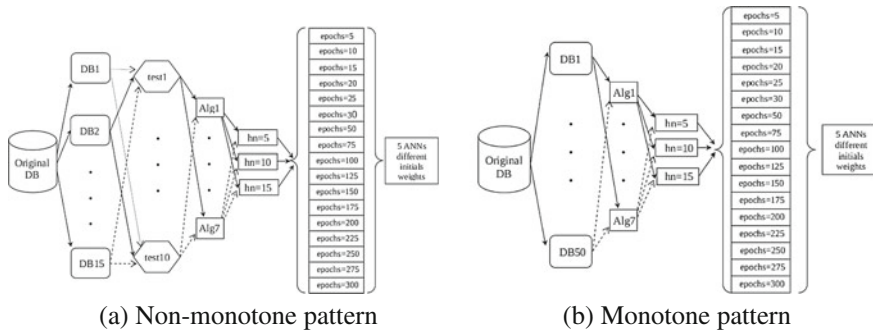 Original
DB
DB1
DB2
DB15
test1
test10
Alg1
Alg7
hn=5
hn=10
hn=15
epochs=5
epochs=10
epochs=15
epochs=20
epochs=25
epochs=30
epochs=50
epochs=75
epochs=100
epochs=125
epochs=150
epochs=175
epochs=200
epochs=225
epochs=250
epochs=275
epochs=300
5 ANNs
different
initials
weights
(a) Non-monotone pattern
Original
DB
DB1
DB50
Alg1
Alg7
hn=5
hn=10
hn=15
epochs=5
epochs=10
epochs=15
epochs=20
epochs=25
epochs=30
epochs=50
epochs=75
epochs=100
epochs=125
epochs=150
epochs=175
epochs=200
epochs=225
epochs=250
epochs=275
epochs=300
5 ANNs
different
initials
weights
(b) Monotone pattern